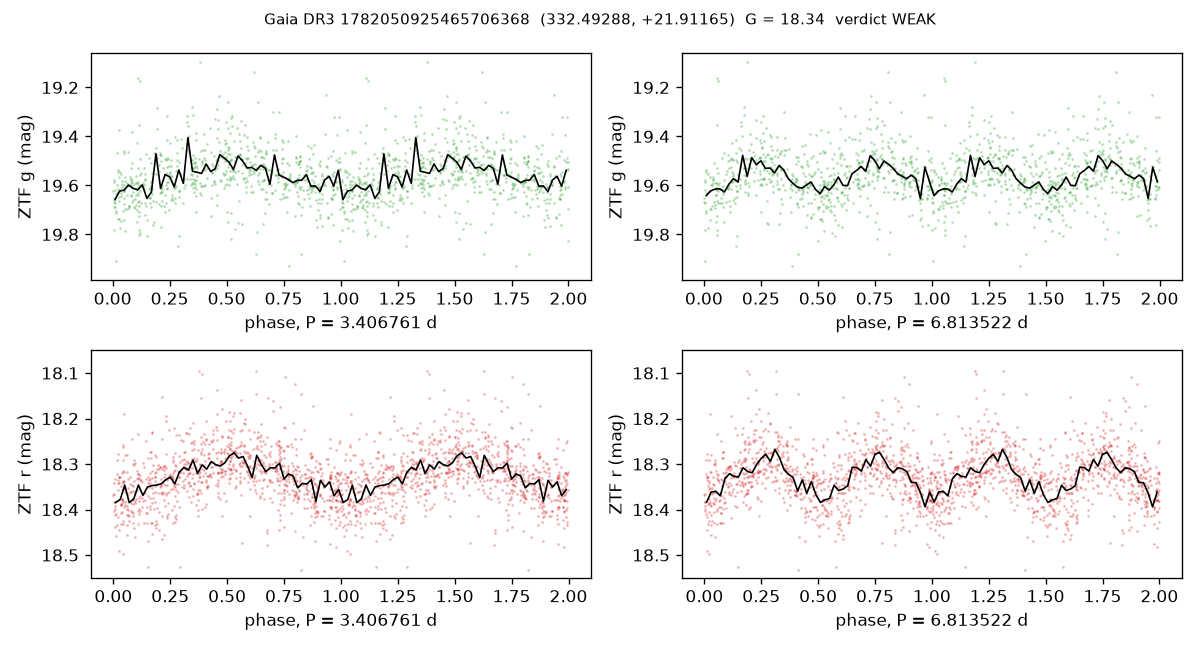 Gaia DR3 1782050925465706368  (332.49288, +21.91165)  G = 18.34  verdict WEAK
ZTF g (mag)
19.2
19.4
19.6
19.8
0.00 0.25 0.50 0.75 1.00 1.25 1.50 1.75 2.00
phase, P = 3.406761 d
ZTF g (mag)
19.2
19.4
19.6
19.8
0.00 0.25 0.50 0.75 1.00 1.25 1.50 1.75 2.00
phase, P = 6.813522 d
ZTF r (mag)
18.1
18.2
18.3
18.4
18.5
0.00 0.25 0.50 0.75 1.00 1.25 1.50 1.75 2.00
phase, P = 3.406761 d
ZTF r (mag)
18.1
18.2
18.3
18.4
18.5
0.00 0.25 0.50 0.75 1.00 1.25 1.50 1.75 2.00
phase, P = 6.813522 d